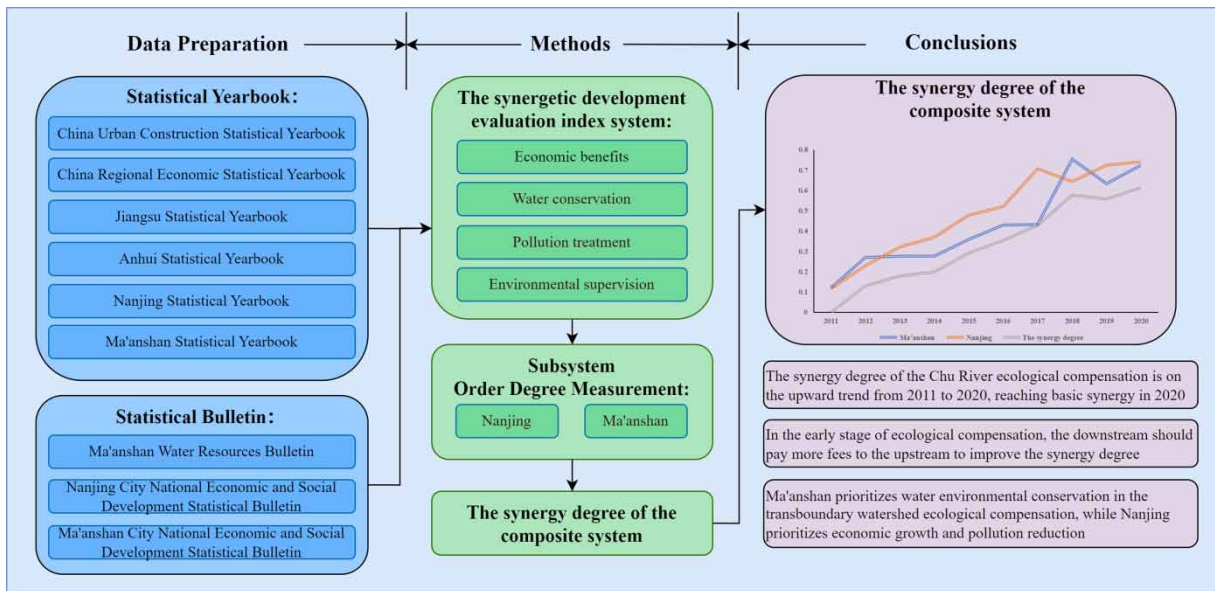 Data Preparation
Methods
Conclusions
Statistical Yearbook:
China Urban Construction Statistical Yearbook
China Regional Economic Statistical Yearbook
Jiangsu Statistical Yearbook
Anhui Statistical Yearbook
Nanjing Statistical Yearbook
Ma'anshan Statistical Yearbook
Statistical Bulletin:
Ma'anshan Water Resources Bulletin
Nanjing City National Economic and Social
Development Statistical Bulletin
Ma'anshan City National Economic and Social
Development Statistical Bulletin
The synergetic development
evaluation index system:
Economic benefits
Water conservation
Pollution treatment
Environmental supervision
Subsystem
Order Degree Measurement:
Nanjing
Ma'anshan
The synergy degree of the
composite system
The synergy degree of the
composite system
0.8
0.7
0.6
0.5
0.4
0.3
0.2
0.1
0
2011 2012 2013 2014 2015 2016 2017 2018 2019 2020
Ma'anshan Nanjing The synergy degree
The synergy degree of the Chu River ecological compensation is on
the upward trend from 2011 to 2020, reaching basic synergy in 2020
In the early stage of ecological compensation, the downstream should
pay more fees to the upstream to improve the synergy degree
Ma'anshan prioritizes water environmental conservation in the
transboundary watershed ecological compensation, while Nanjing
prioritizes economic growth and pollution reduction